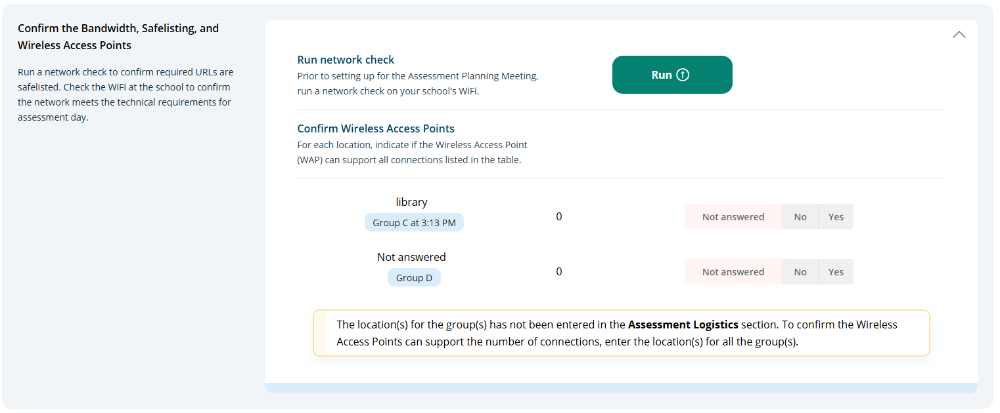 Confirm the Bandwidth, Safelisting, and
Wireless Access Points
Run a network check to confirm required URLs are
safelisted. Check the WiFi at the school to confirm
the network meets the technical requirements for
assessment day.
Run network check
Prior to setting up for the Assessment Planning Meeting,
run a network check on your school's WiFi.
Run
Confirm Wireless Access Points
For each location, indicate if the Wireless Access Point
(WAP) can support all connections listed in the table.
library
Group C at 3:13 PM
0
Not answered No Yes
Not answered
Group D
0
Not answered No Yes
The location(s) for the group(s) has not been entered in the Assessment Logistics section. To confirm the Wireless
Access Points can support the number of connections, enter the location(s) for all the group(s).